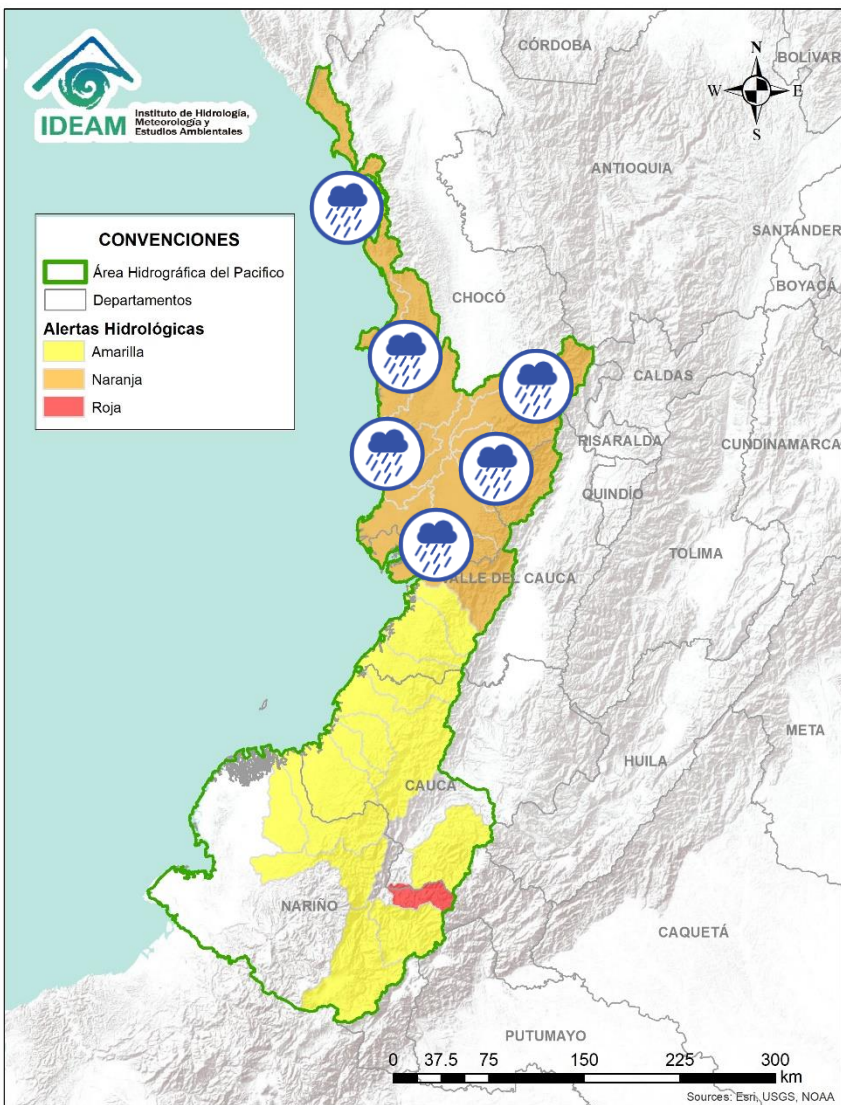 IDEAM
Instituto de Hidrología,
Meteorología y
Estudios Ambientales
CÓRDOBA
BOLÍVAR
N
W
E
S
ANTIOQUIA
SANTÁNDER
BOYACÁ
CONVENCIONES
Área Hidrográfica del Pacifico
Departamentos
Alertas Hidrológicas
Amarilla
Naranja
Roja
CHOCÓ
CALDAS
RISARALDA
CUNDINAMARCA
QUINDÍO
TOLIMA
ALLE DEL CAUCA
META
HUILA
CAUCA
NARIÑO
CAQUETÁ
PUTUMAYO
0 37.5 75 150 225 300
km
Sources: Esri, USGS, NOAA